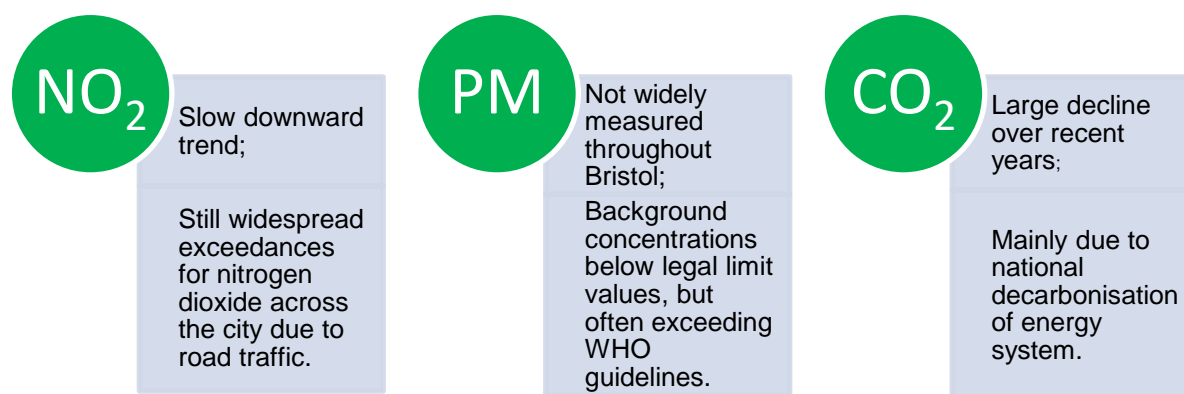 NO₂
Slow downward
trend;
Still widespread
exceedances
for nitrogen
dioxide across
the city due to
road traffic.
PM
Not widely
measured
throughout
Bristol;
Background
concentrations
below legal limit
values, but
often exceeding
WHO
guidelines.
CO₂
Large decline
over recent
years;
Mainly due to
national
decarbonisation
of energy
system.